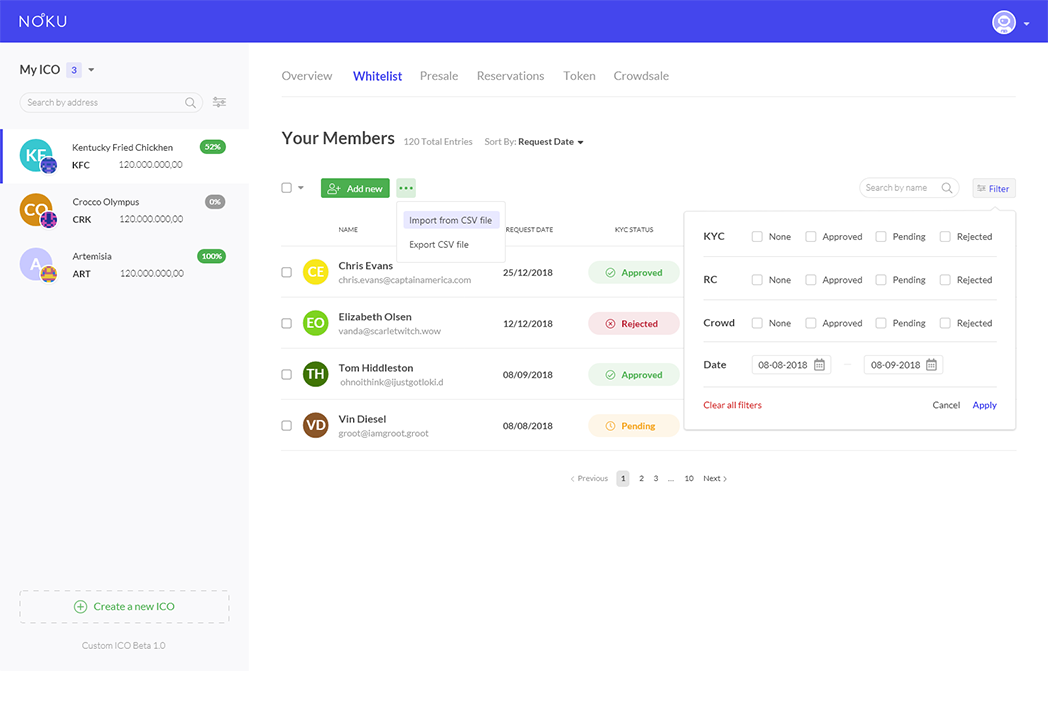 NOKU
My ICO 3
Search by address
KE
Kentucky Fried Chickhen 52%
KFC 120.000.000,00
CO
Crocco Olympus 0%
CRK 120.000.000,00
A
Artemisia 100%
ART 120.000.000,00
Create a new ICO
Custom ICO Beta 1.0
Overview Whitelist Presale Reservations Token Crowdsale
Your Members 120 Total Entries Sort By: Request Date
Add new
Search by name Filter
Import from CSV file
Export CSV file
NAME REQUEST DATE KYC STATUS
CE
Chris Evans
chris.evans@captainamerica.com
25/12/2018 Approved
EO
Elizabeth Olsen
vanda@scarletwitch.wow
12/12/2018 Rejected
TH
Tom Hiddleston
ohnoithink@ijustgotloki.d
08/09/2018 Approved
VD
Vin Diesel
groot@iamgroot.groot
08/08/2018 Pending
KYC None Approved Pending Rejected
RC None Approved Pending Rejected
Crowd None Approved Pending Rejected
Date 08-08-2018 — 08-09-2018
Clear all filters Cancel Apply
< Previous 1 2 3 ... 10 Next >